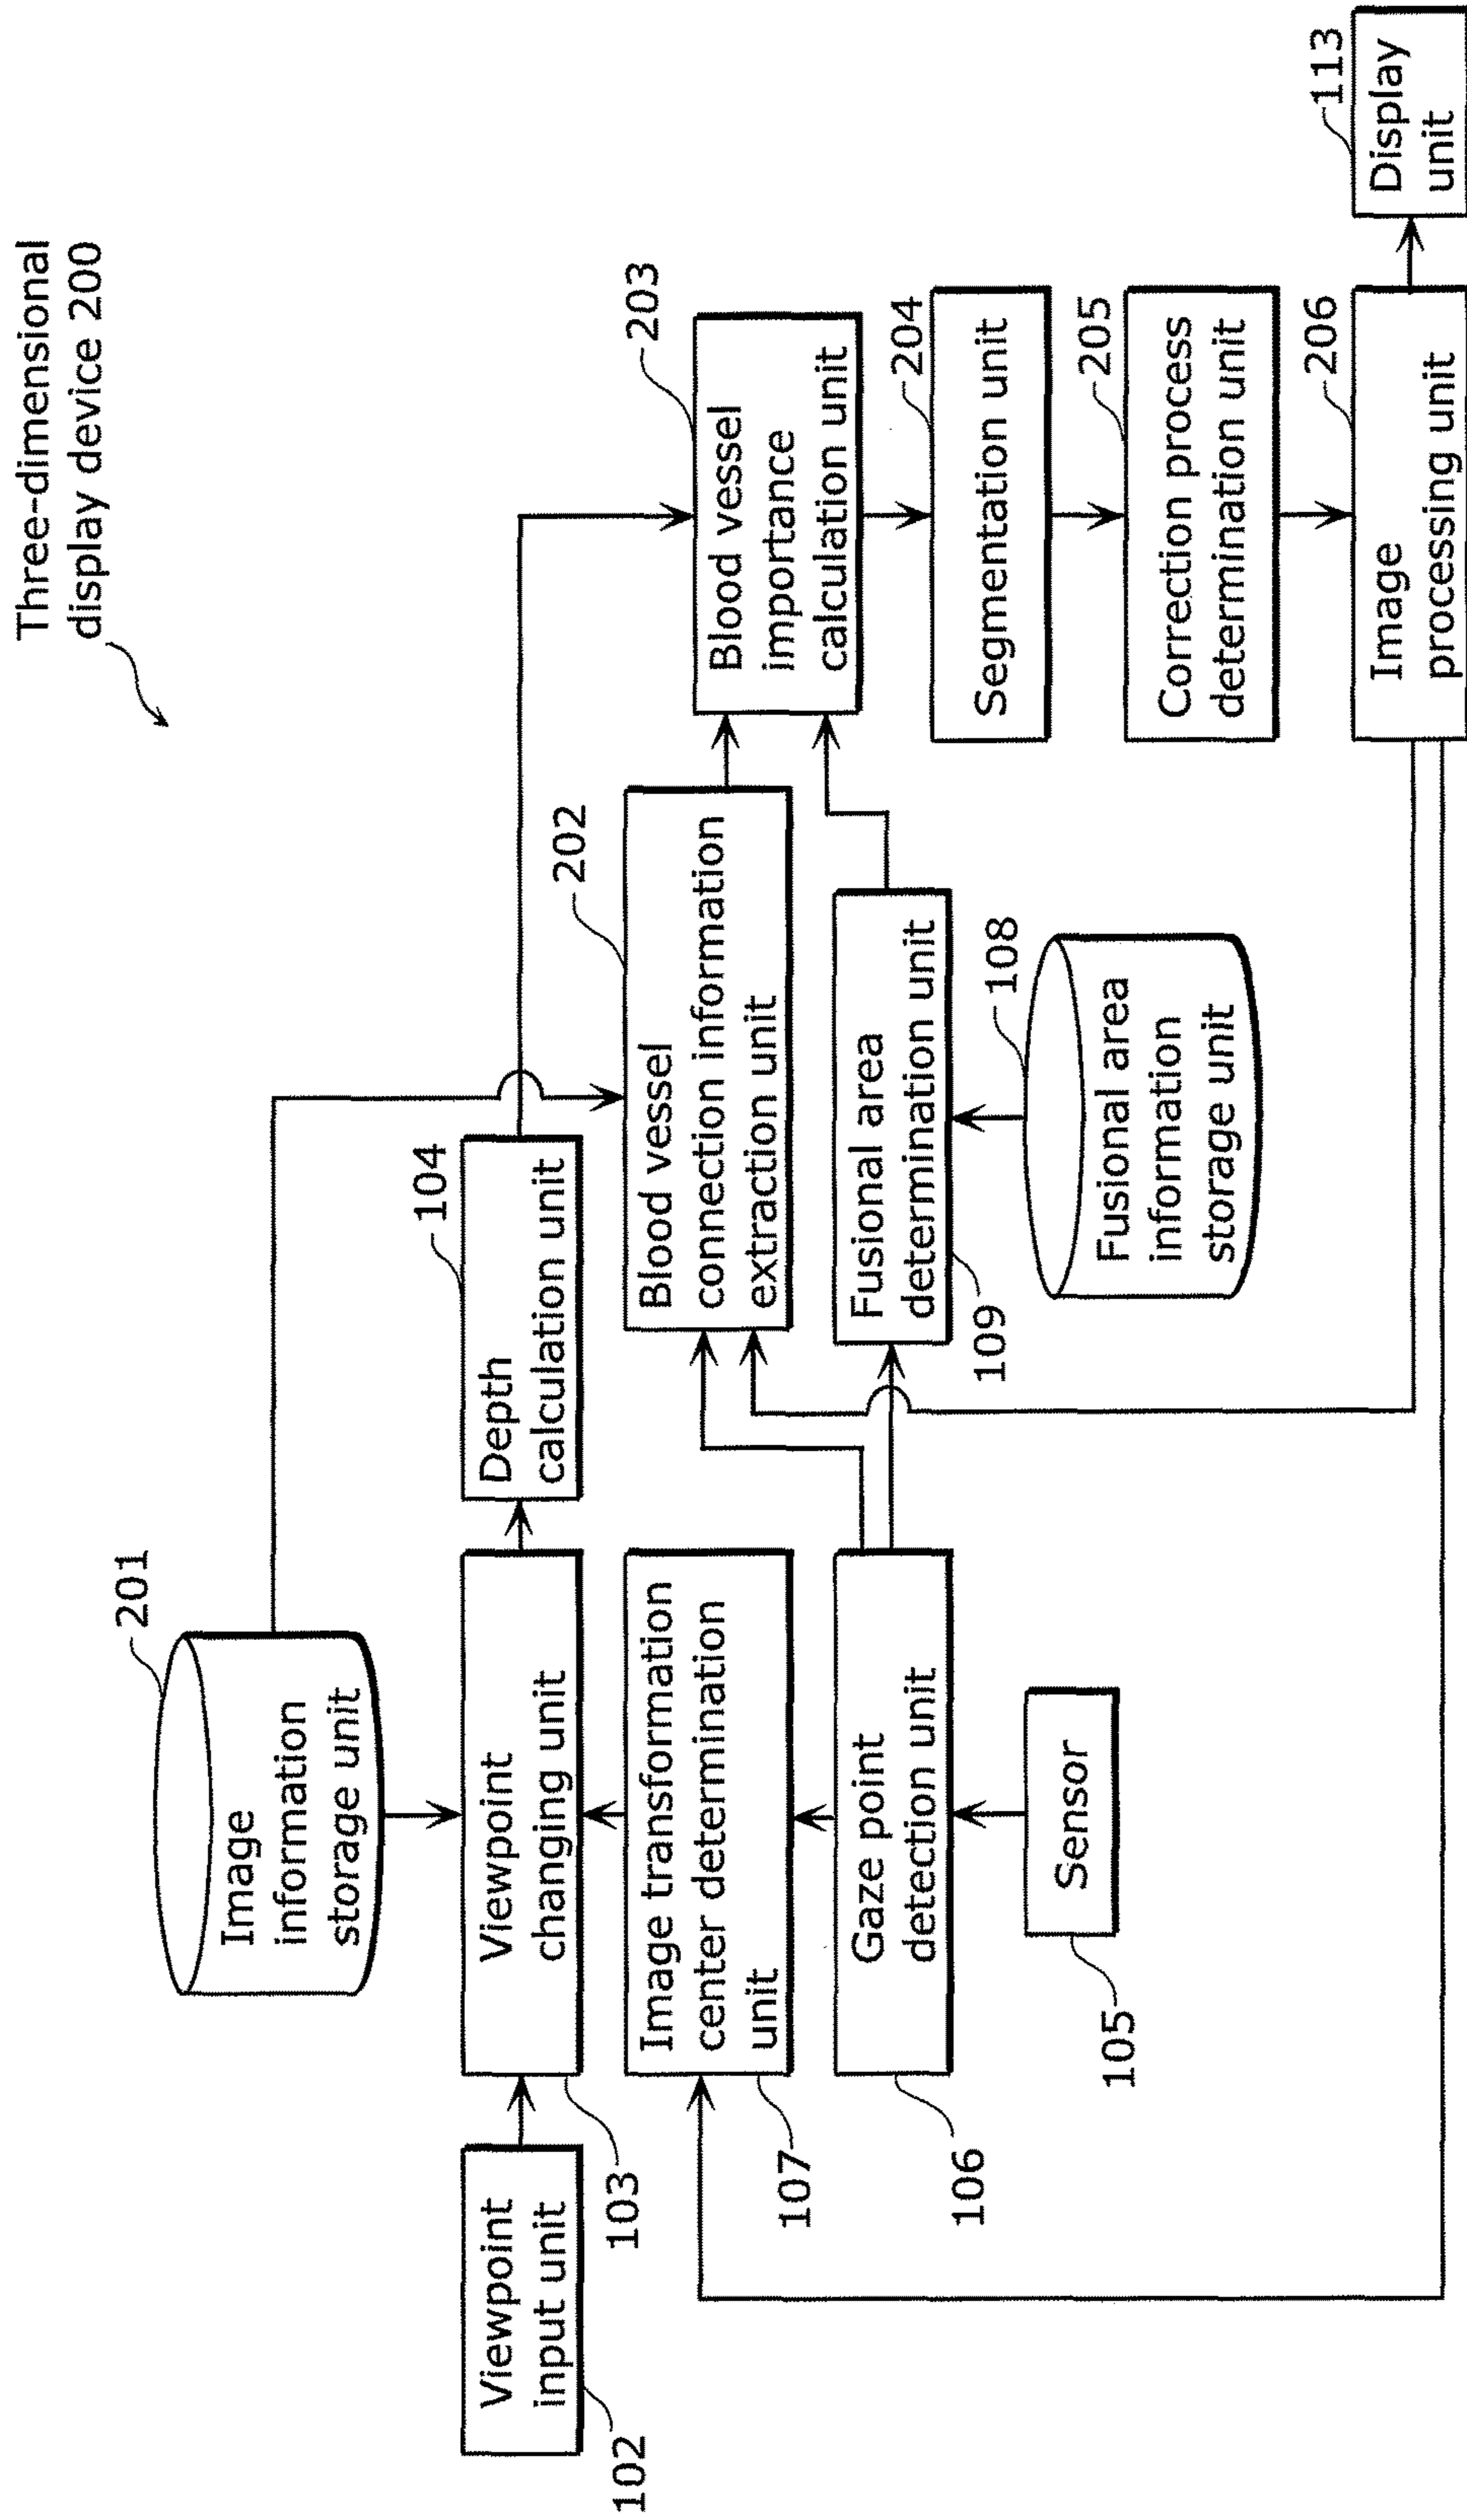 Three-dimensional
display device 200
201
Image
information
storage unit
102
Viewpoint
input unit
103
Viewpoint
changing unit
104
Depth
calculation unit
107
Image transformation
center determination
unit
202
Blood vessel
connection information
extraction unit
203
Blood vessel
importance
calculation unit
106
Gaze point
detection unit
109
Fusional area
determination unit
204
Segmentation unit
105
Sensor
108
Fusional area
information
storage unit
205
Correction process
determination unit
206
Image
processing unit
113
Display
unit